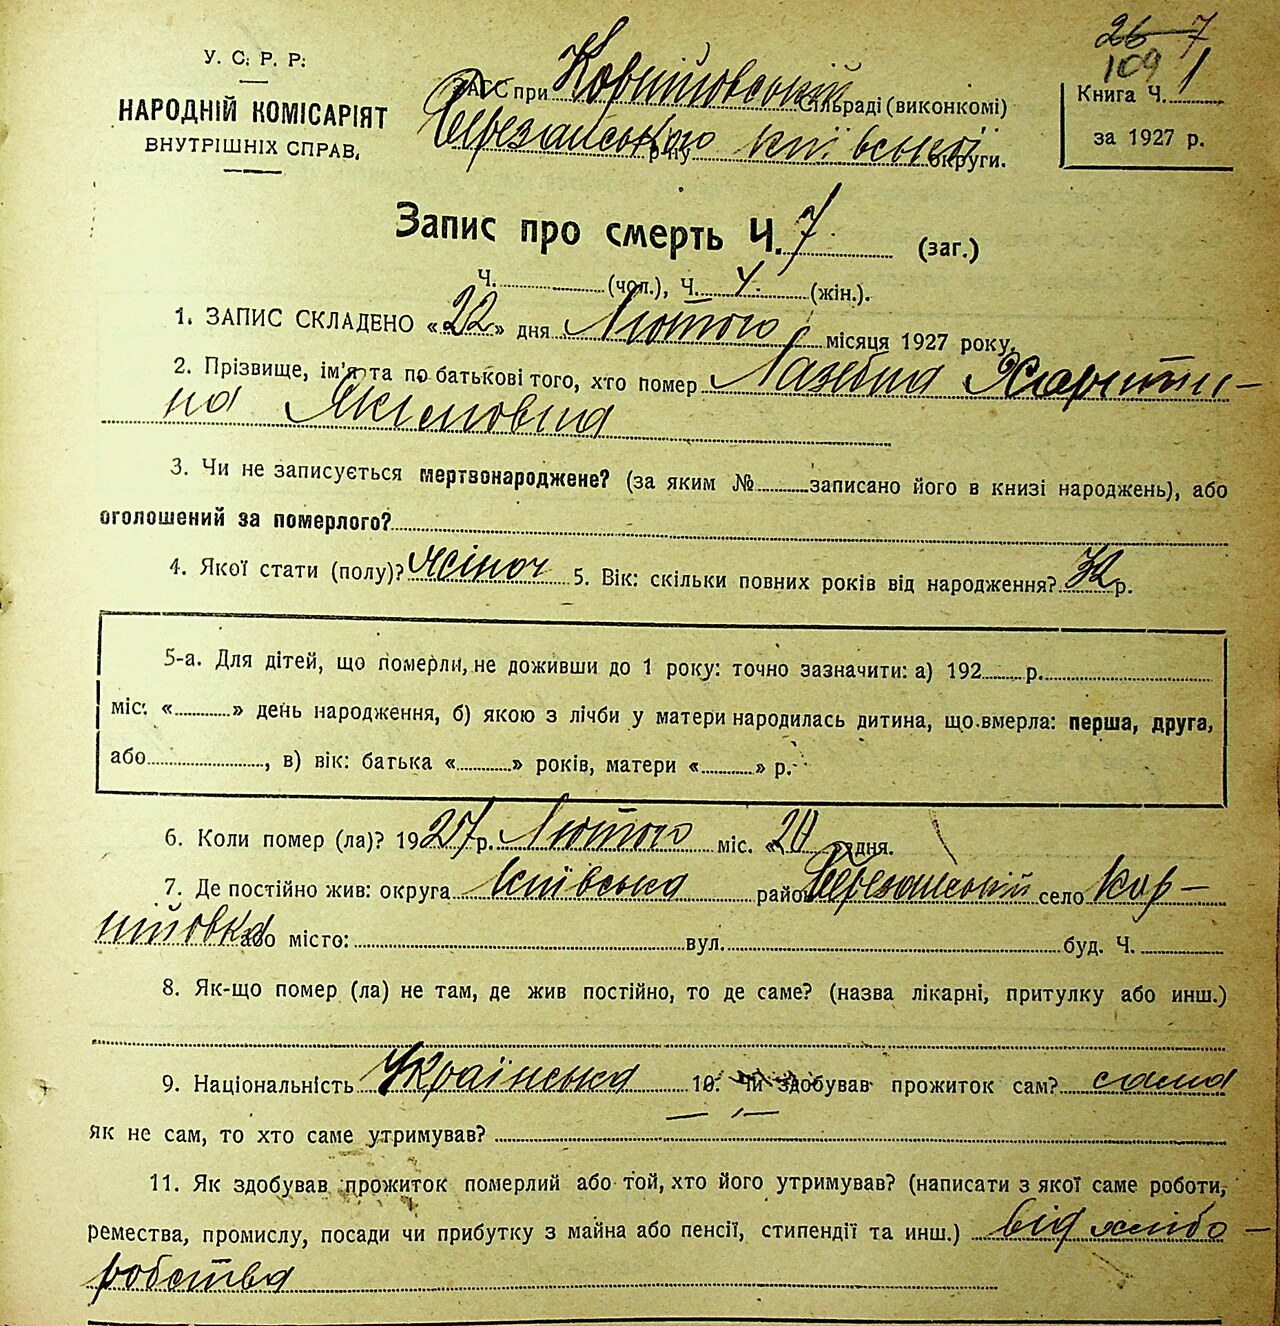 26 7
109
У. С. Р. Р.
НАРОДНІЙ КОМІСАРІЯТ
ВНУТРІШНІХ СПРАВ.
ЗАГС при Коржівській сільраді (виконкомі)
Березанського р-ну Київської округи.
Книга Ч. 1
за 1927 р.
Запис про смерть Ч. 7 (заг.)
Ч. (чол.), Ч. 4 (жін.).
1. ЗАПИС СКЛАДЕНО «22» дня Лютого місяця 1927 року.
2. Прізвище, ім'я та по батькові того, хто помер Лазебна Харити-
на Якимовна
3. Чи не записується мертвонароджене? (за яким № записано його в книзі народжень), або
оголошений за померлого?
4. Якої стати (полу)? жіноч 5. Вік: скільки повних років від народження? 72 р.
5-а. Для дітей, що померли, не доживши до 1 року: точно зазначити: а) 192 р.
міс. « » день народження, б) якою з лічби у матери народилась дитина, що вмерла: перша, друга,
або , в) вік: батька « » років, матери « » р.
6. Коли помер (ла)? 1927 р. Лютого міс. «20» дня.
7. Де постійно жив: округа Київська район Березанський село
або місто: вул. буд. Ч.
8. Як-що помер (ла) не там, де жив постійно, то де саме? (назва лікарні, притулку або инш.)
9. Національність Українська 10. Чи здобував прожиток сам? сама
як не сам, то хто саме утримував?
11. Як здобував прожиток померлий або той, хто його утримував? (написати з якої саме роботи,
ремества, промислу, посади чи прибутку з майна або пенсії, стипендії та инш.) від хлібо-
робства